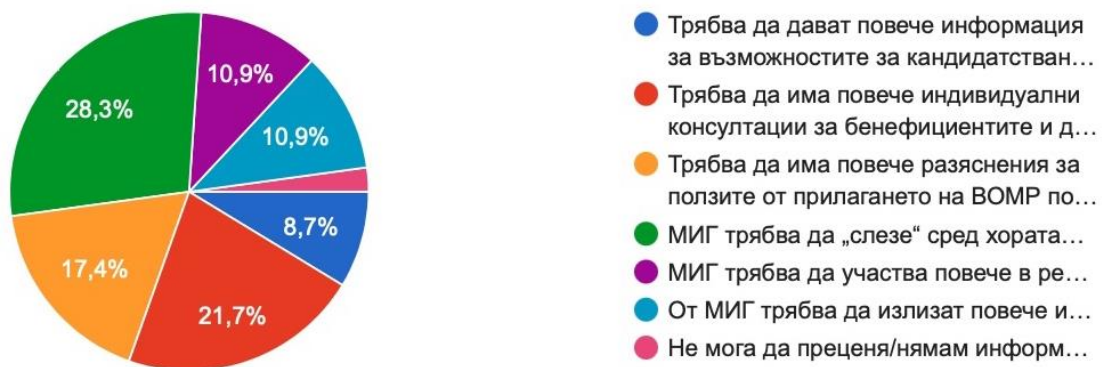 28,3%
10,9%
10,9%
8,7%
21,7%
17,4%
Трябва да дават повече информация
за възможностите за кандидатстван…
Трябва да има повече индивидуални
консултации за бенефициентите и д…
Трябва да има повече разяснения за
ползите от прилагането на ВОМР по…
МИГ трябва да „слезе“ сред хората…
МИГ трябва да участва повече в ре…
От МИГ трябва да излизат повече и…
Не мога да преценя/нямам информ…